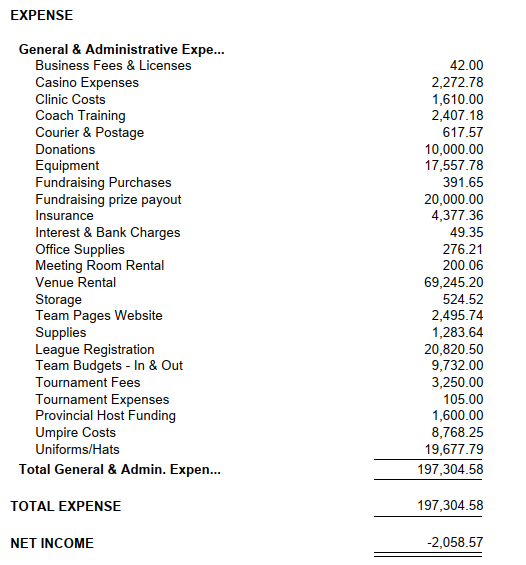 EXPENSE
General & Administrative Expe...
Business Fees & Licenses 42.00
Casino Expenses 2,272.78
Clinic Costs 1,610.00
Coach Training 2,407.18
Courier & Postage 617.57
Donations 10,000.00
Equipment 17,557.78
Fundraising Purchases 391.65
Fundraising prize payout 20,000.00
Insurance 4,377.36
Interest & Bank Charges 49.35
Office Supplies 276.21
Meeting Room Rental 200.06
Venue Rental 69,245.20
Storage 524.52
Team Pages Website 2,495.74
Supplies 1,283.64
League Registration 20,820.50
Team Budgets - In & Out 9,732.00
Tournament Fees 3,250.00
Tournament Expenses 105.00
Provincial Host Funding 1,600.00
Umpire Costs 8,768.25
Uniforms/Hats 19,677.79
Total General & Admin. Expen... 197,304.58
TOTAL EXPENSE 197,304.58
NET INCOME -2,058.57